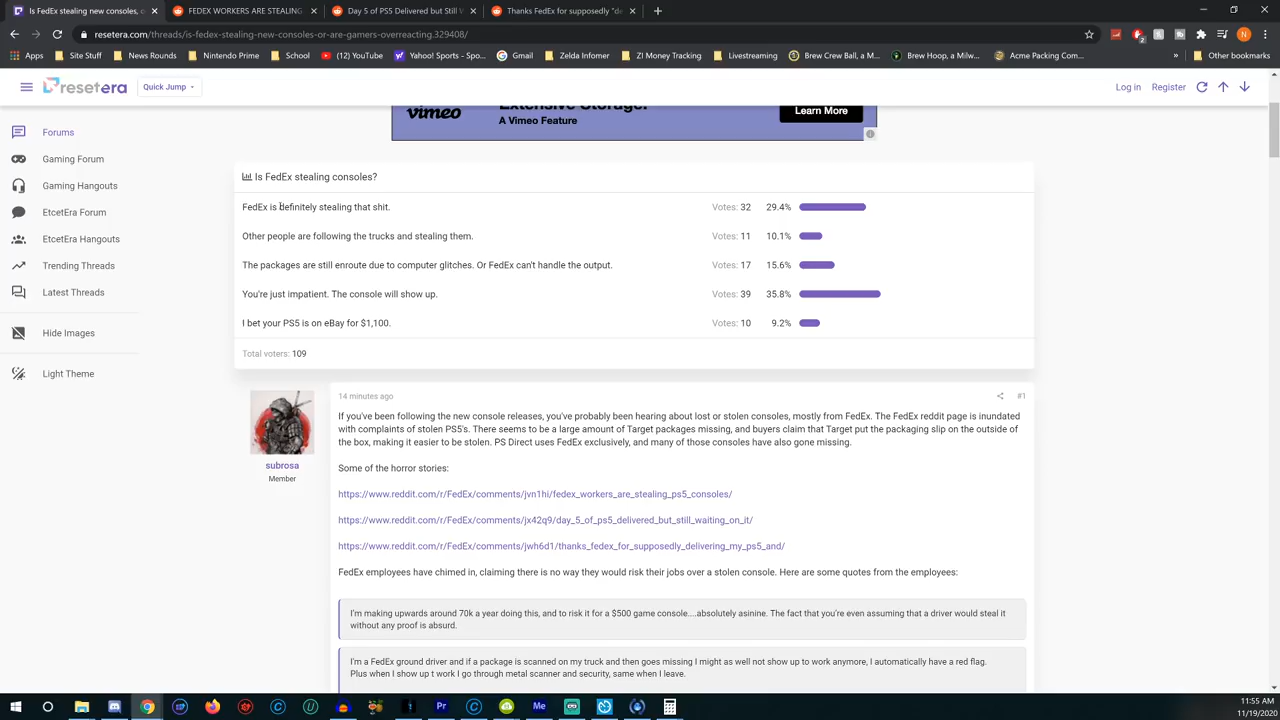 Is FedEx stealing new consoles, c
FEDEX WORKERS ARE STEALING
Day 5 of PS5 Delivered but Still W
Thanks FedEx for supposedly "de
resetera.com/threads/is-fedex-stealing-new-consoles-or-are-gamers-overreacting.329408/
Apps
Site Stuff
News Rounds
Nintendo Prime
School
(12) YouTube
Yahoo! Sports - Spo...
Gmail
Zelda Infomer
ZI Money Tracking
Livestreaming
Brew Crew Ball, a M...
Brew Hoop, a Milw...
Acme Packing Com...
»
Other bookmarks
resetera
Quick Jump
Log in
Register
vimeo
Extensive Storage.
A Vimeo Feature
Learn More
Forums
Gaming Forum
Gaming Hangouts
EtcetEra Forum
EtcetEra Hangouts
Trending Threads
Latest Threads
Hide Images
Light Theme
Is FedEx stealing consoles?
FedEx is definitely stealing that shit. Votes: 32 29.4%
Other people are following the trucks and stealing them. Votes: 11 10.1%
The packages are still enroute due to computer glitches. Or FedEx can't handle the output. Votes: 17 15.6%
You're just impatient. The console will show up. Votes: 39 35.8%
I bet your PS5 is on eBay for $1,100. Votes: 10 9.2%
Total voters: 109
subrosa
Member
14 minutes ago
#1
If you've been following the new console releases, you've probably been hearing about lost or stolen consoles, mostly from FedEx. The FedEx reddit page is inundated
with complaints of stolen PS5's. There seems to be a large amount of Target packages missing, and buyers claim that Target put the packaging slip on the outside of
the box, making it easier to be stolen. PS Direct uses FedEx exclusively, and many of those consoles have also gone missing.
Some of the horror stories:
https://www.reddit.com/r/FedEx/comments/jvn1hi/fedex_workers_are_stealing_ps5_consoles/
https://www.reddit.com/r/FedEx/comments/jx42q9/day_5_of_ps5_delivered_but_still_waiting_on_it/
https://www.reddit.com/r/FedEx/comments/jwh6d1/thanks_fedex_for_supposedly_delivering_my_ps5_and/
FedEx employees have chimed in, claiming there is no way they would risk their jobs over a stolen console. Here are some quotes from the employees:
I'm making upwards around 70k a year doing this, and to risk it for a $500 game console....absolutely asinine. The fact that you're even assuming that a driver would steal it
without any proof is absurd.
I'm a FedEx ground driver and if a package is scanned on my truck and then goes missing I might as well not show up to work anymore, I automatically have a red flag.
Plus when I show up t work I go through metal scanner and security, same when I leave.
11:55 AM
11/19/2020